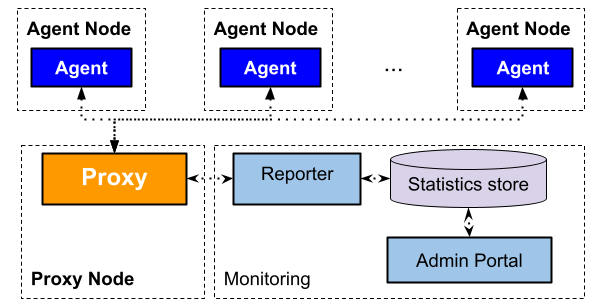 Agent Node
Agent Node
Agent Node
Agent
Agent
...
Agent
Proxy
Reporter
Statistics store
Admin Portal
Proxy Node
Monitoring